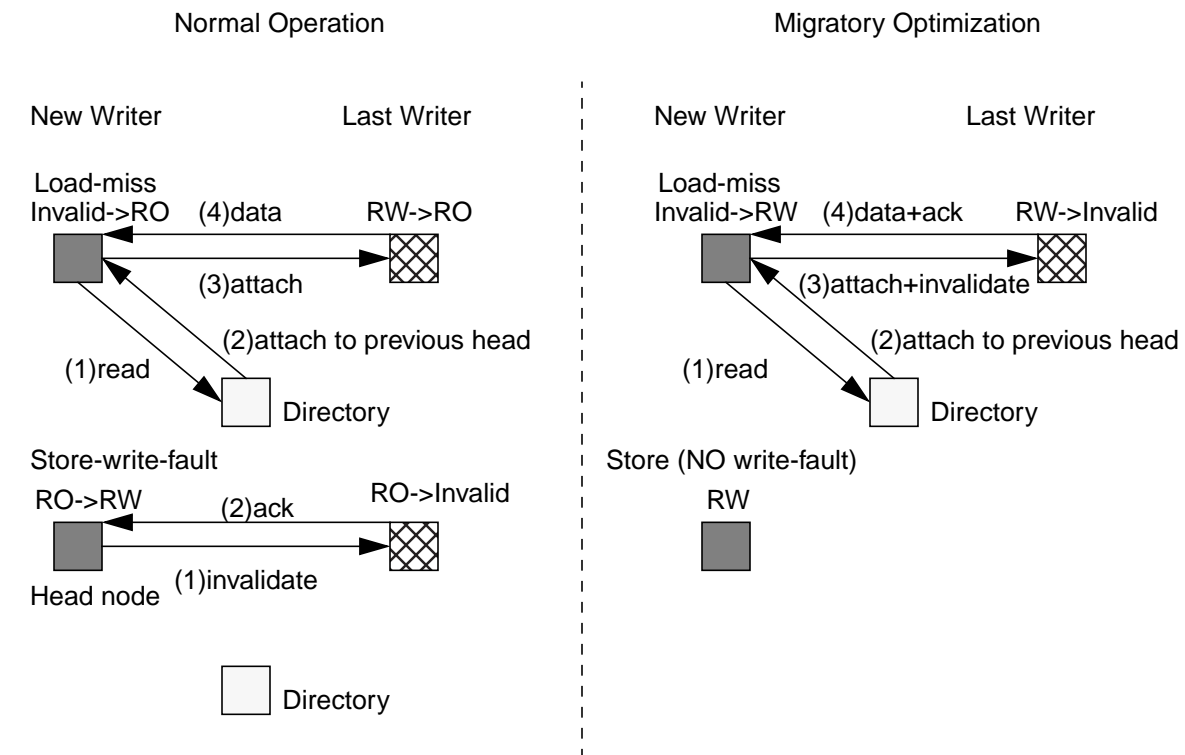 Normal Operation
Migratory Optimization
New Writer
Last Writer
Load-miss
Invalid->RO
(4)data
RW->RO
(3)attach
(2)attach to previous head
(1)read
Directory
Store-write-fault
RO->RW
(2)ack
RO->Invalid
(1)invalidate
Head node
Directory
New Writer
Last Writer
Load-miss
Invalid->RW
(4)data+ack
RW->Invalid
(3)attach+invalidate
(2)attach to previous head
(1)read
Directory
Store (NO write-fault)
RW